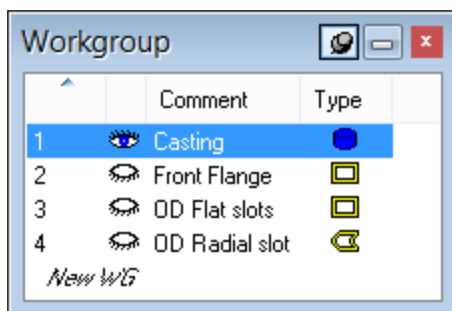 Workgroup
Comment Type
1 Casting
2 Front Flange
3 OD Flat slots
4 OD Radial slot
New WG